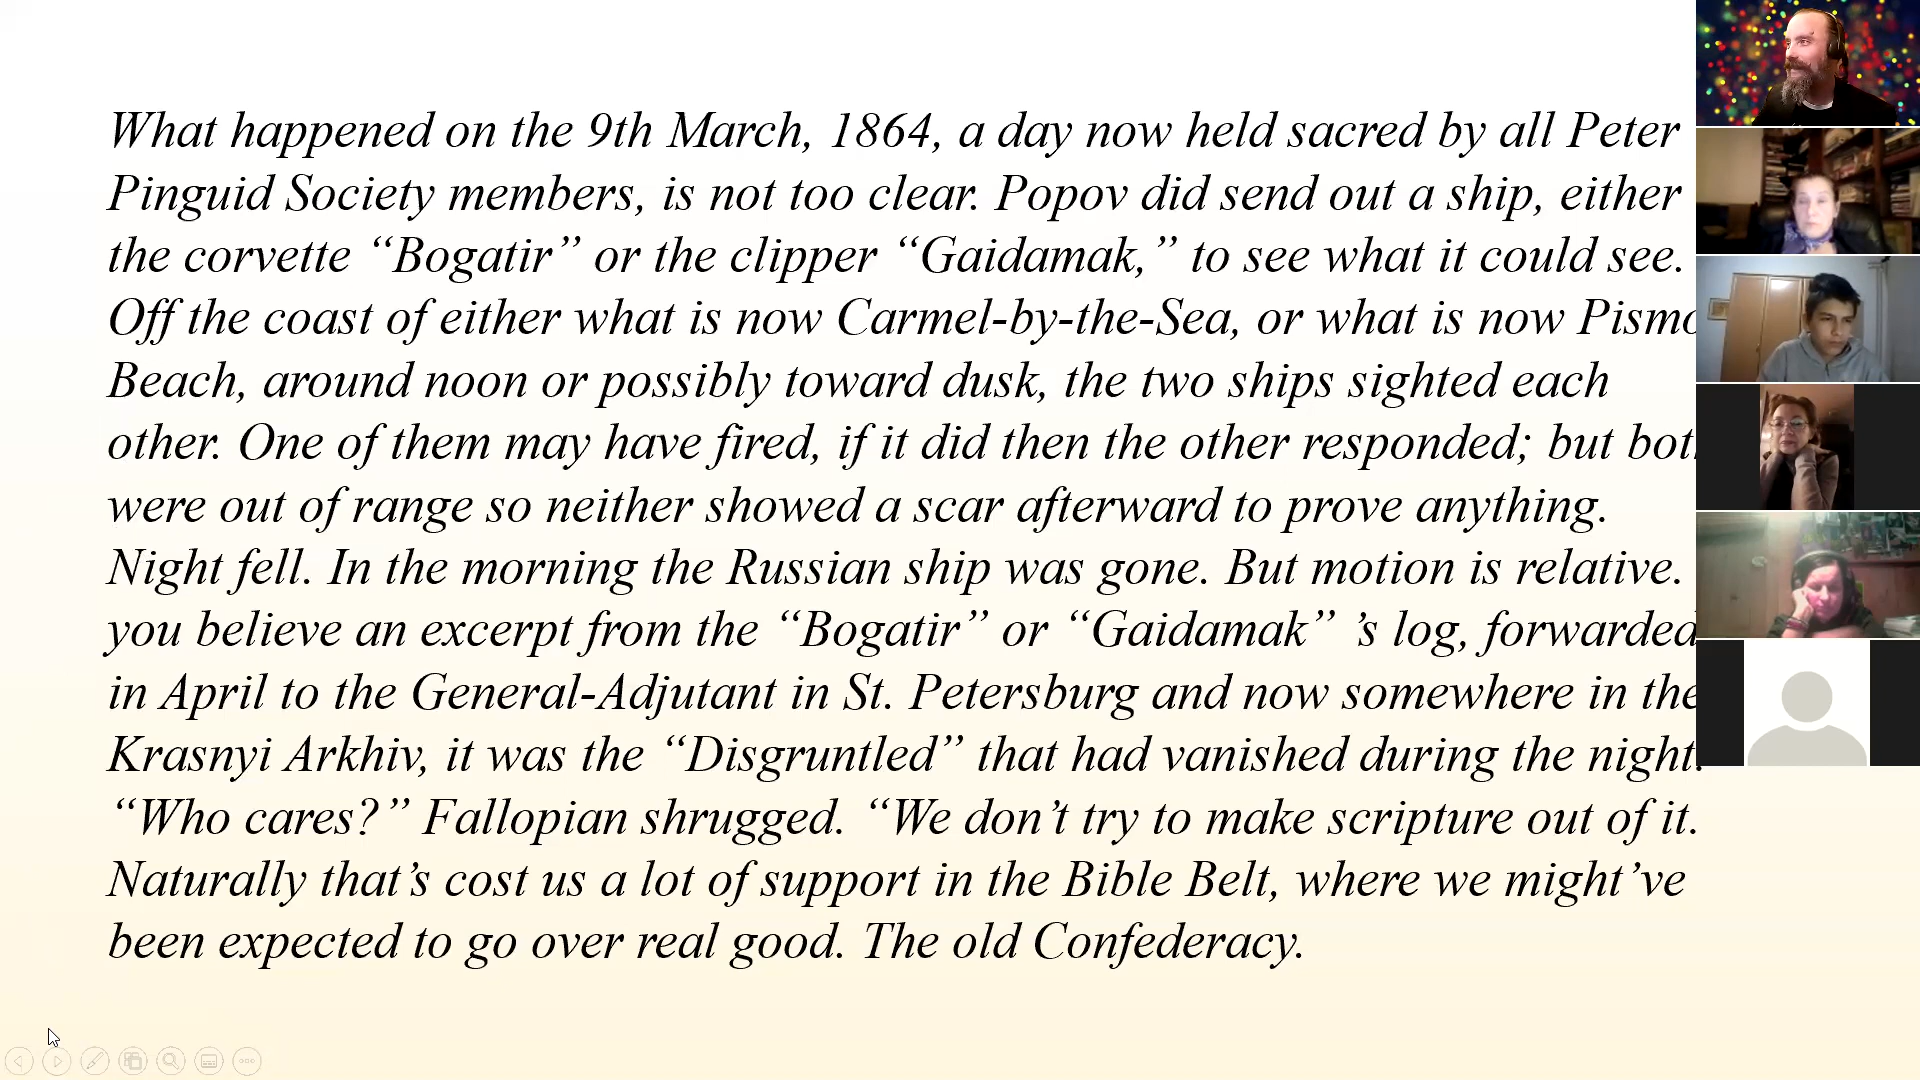 What happened on the 9th March, 1864, a day now held sacred by all Peter
Pinguid Society members, is not too clear. Popov did send out a ship, either
the corvette “Bogatir” or the clipper “Gaidamak,” to see what it could see.
Off the coast of either what is now Carmel-by-the-Sea, or what is now Pismo
Beach, around noon or possibly toward dusk, the two ships sighted each
other. One of them may have fired, if it did then the other responded; but both
were out of range so neither showed a scar afterward to prove anything.
Night fell. In the morning the Russian ship was gone. But motion is relative.
you believe an excerpt from the “Bogatir” or “Gaidamak” ’s log, forwarded
in April to the General-Adjutant in St. Petersburg and now somewhere in the
Krasnyi Arkhiv, it was the “Disgruntled” that had vanished during the night.
“Who cares?” Fallopian shrugged. “We don’t try to make scripture out of it.
Naturally that’s cost us a lot of support in the Bible Belt, where we might’ve
been expected to go over real good. The old Confederacy.